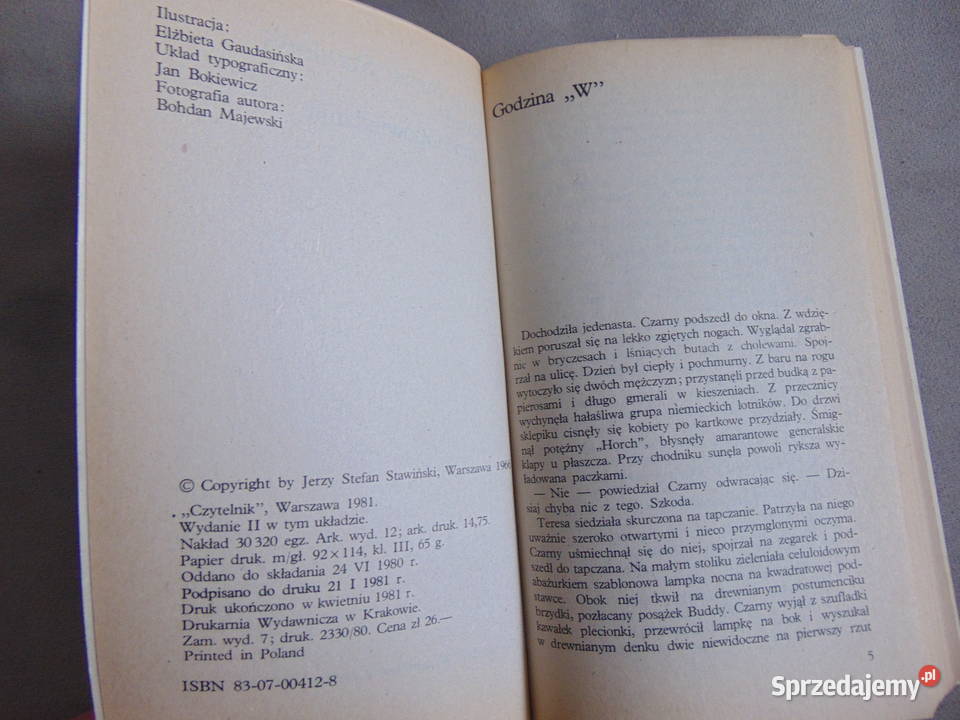 Ilustracja:
Elżbieta Gaudasińska
Układ typograficzny:
Jan Bokiewicz
Fotografia autora:
Bohdan Majewski
© Copyright by Jerzy Stefan Stawiński, Warszawa 1966
„Czytelnik”, Warszawa 1981.
Wydanie II w tym układzie.
Nakład 30 320 egz. Ark. wyd. 12; ark. druk. 14,75.
Papier druk. m/gł. 92×114, kl. III, 65 g.
Oddano do składania 24 VI 1980 r.
Podpisano do druku 21 I 1981 r.
Druk ukończono w kwietniu 1981 r.
Drukarnia Wydawnicza w Krakowie.
Zam. wyd. 7; druk. 2330/80. Cena zł 26.—
Printed in Poland
ISBN 83-07-00412-8
Godzina „W”
Dochodziła jedenasta. Czarny podszedł do okna. Z wdzię-
kiem poruszał się na lekko zgiętych nogach. Wyglądał zgrab-
nie w bryczesach i lśniących butach z cholewami. Spoj-
rzał na ulicę. Dzień był ciepły i pochmurny. Z baru na rogu
wytoczyło się dwóch mężczyzn; przystanęli przed budką z pa-
pierosami i długo gmerali w kieszeniach. Z przecznicy
wychynęła hałaśliwa grupa niemieckich lotników. Do drzwi
sklepiku cisnęły się kobiety po kartkowe przydziały. Śmig-
nął potężny „Horch”, błysnęły amarantowe generalskie
klapy u płaszcza. Przy chodniku sunęła powoli ryksza wy-
ładowana paczkami.
— Nie — powiedział Czarny odwracając się. — Dzi-
siaj chyba nic z tego. Szkoda.
Teresa siedziała skurczona na tapczanie. Patrzyła na niego
uważnie szeroko otwartymi i nieco przymglonymi oczyma.
Czarny uśmiechnął się do niej, spojrzał na zegarek i pod-
szedł do tapczana. Na małym stoliku zieleniała celuloidowym
abażurkiem szablonowa lampka nocna na kwadratowej pod-
stawce. Obok niej tkwił na drewnianym postumenciku
brzydki, pozłacany posążek Buddy. Czarny wyjął z szufladki
kawałek plecionki, przewrócił lampkę na bok i wyszukał
w drewnianym denku dwie niewidoczne na pierwszy rzut
5
Sprzedajemy.pl